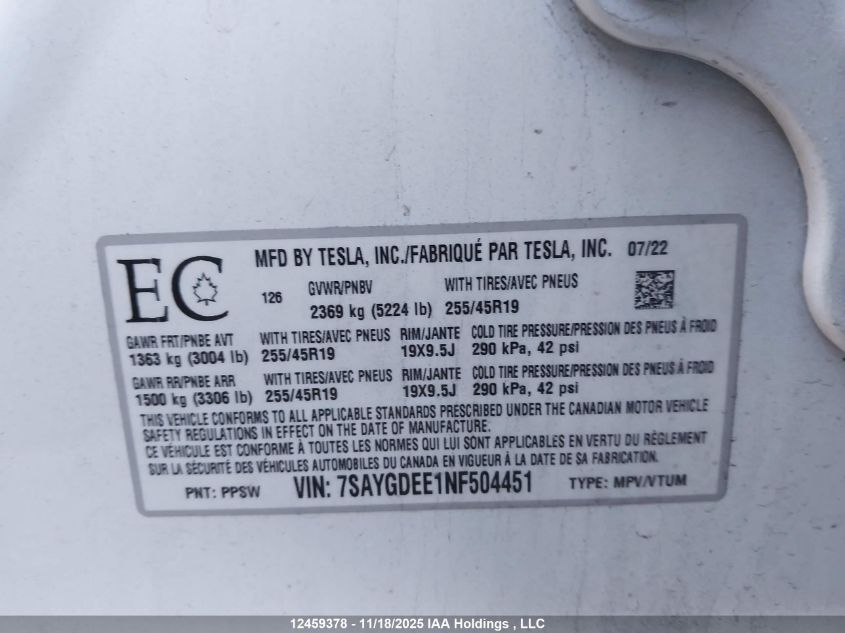 MFD BY TESLA, INC./FABRIQUÉ PAR TESLA, INC. 07/22
EC
126 GVWR/PNBV WITH TIRES/AVEC PNEUS
2369 kg (5224 lb) 255/45R19
GAWR FRT/PNBE AVT WITH TIRES/AVEC PNEUS RIM/JANTE COLD TIRE PRESSURE/PRESSION DES PNEUS À FROID
1363 kg (3004 lb) 255/45R19 19X9.5J 290 kPa, 42 psi
GAWR RR/PNBE ARR WITH TIRES/AVEC PNEUS RIM/JANTE COLD TIRE PRESSURE/PRESSION DES PNEUS À FROID
1500 kg (3306 lb) 255/45R19 19X9.5J 290 kPa, 42 psi
THIS VEHICLE CONFORMS TO ALL APPLICABLE STANDARDS PRESCRIBED UNDER THE CANADIAN MOTOR VEHICLE
SAFETY REGULATIONS IN EFFECT ON THE DATE OF MANUFACTURE.
CE VÉHICULE EST CONFORME À TOUTES LES NORMES QUI LUI SONT APPLICABLES EN VERTU DU RÈGLEMENT
SUR LA SÉCURITÉ DES VÉHICULES AUTOMOBILES DU CANADA EN VIGUEUR À LA DATE DE SA FABRICATION.
PNT: PPSW VIN: 7SAYGDEE1NF504451 TYPE: MPV/VTUM
12459378 - 11/18/2025 IAA Holdings , LLC